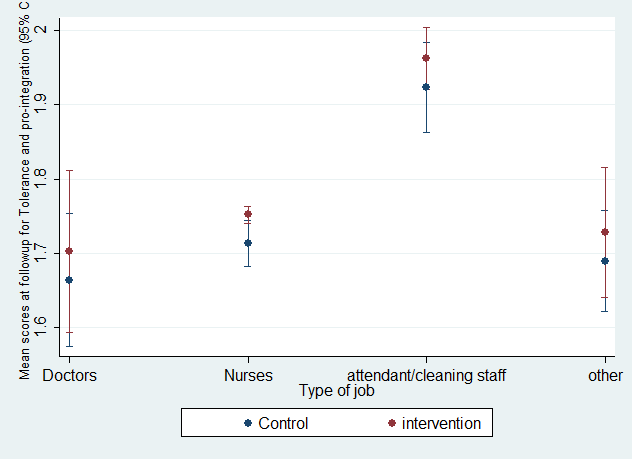 Mean scores at followup for Tolerance and pro-integration (95% C
2
1.9
1.8
1.7
1.6
Doctors Nurses attendant/cleaning staff other
Type of job
Control intervention